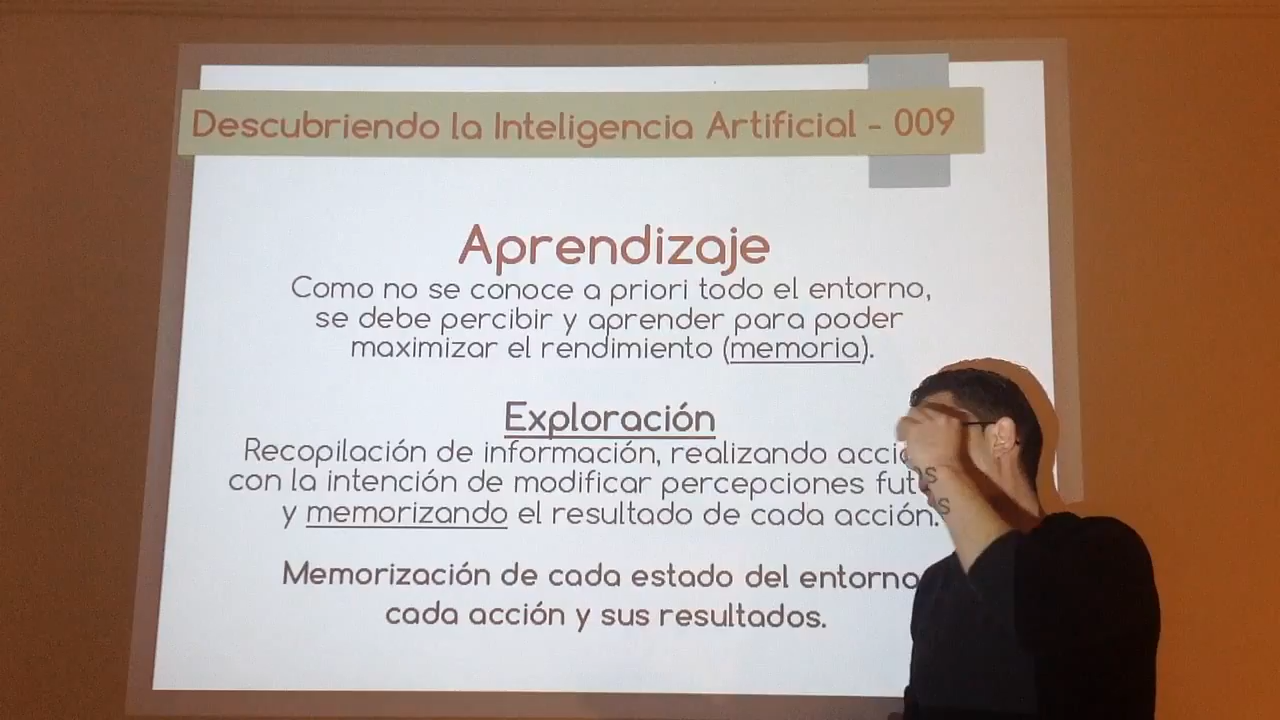 Descubriendo la Inteligencia Artificial - 009
Aprendizaje
Como no se conoce a priori todo el entorno,
se debe percibir y aprender para poder
maximizar el rendimiento (memoria).
Exploración
Recopilación de información, realizando
con la intención de modificar percepciones
y memorizando el resultado de cada acción.
Memorización de cada estado del entorno
cada acción y sus resultados.